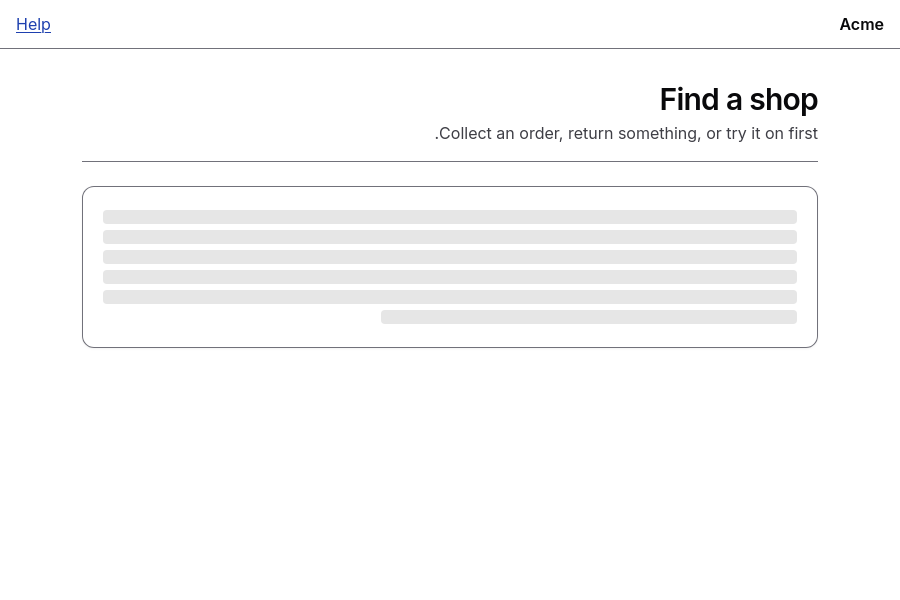 Acme
Help
Find a shop
.Collect an order, return something, or try it on first